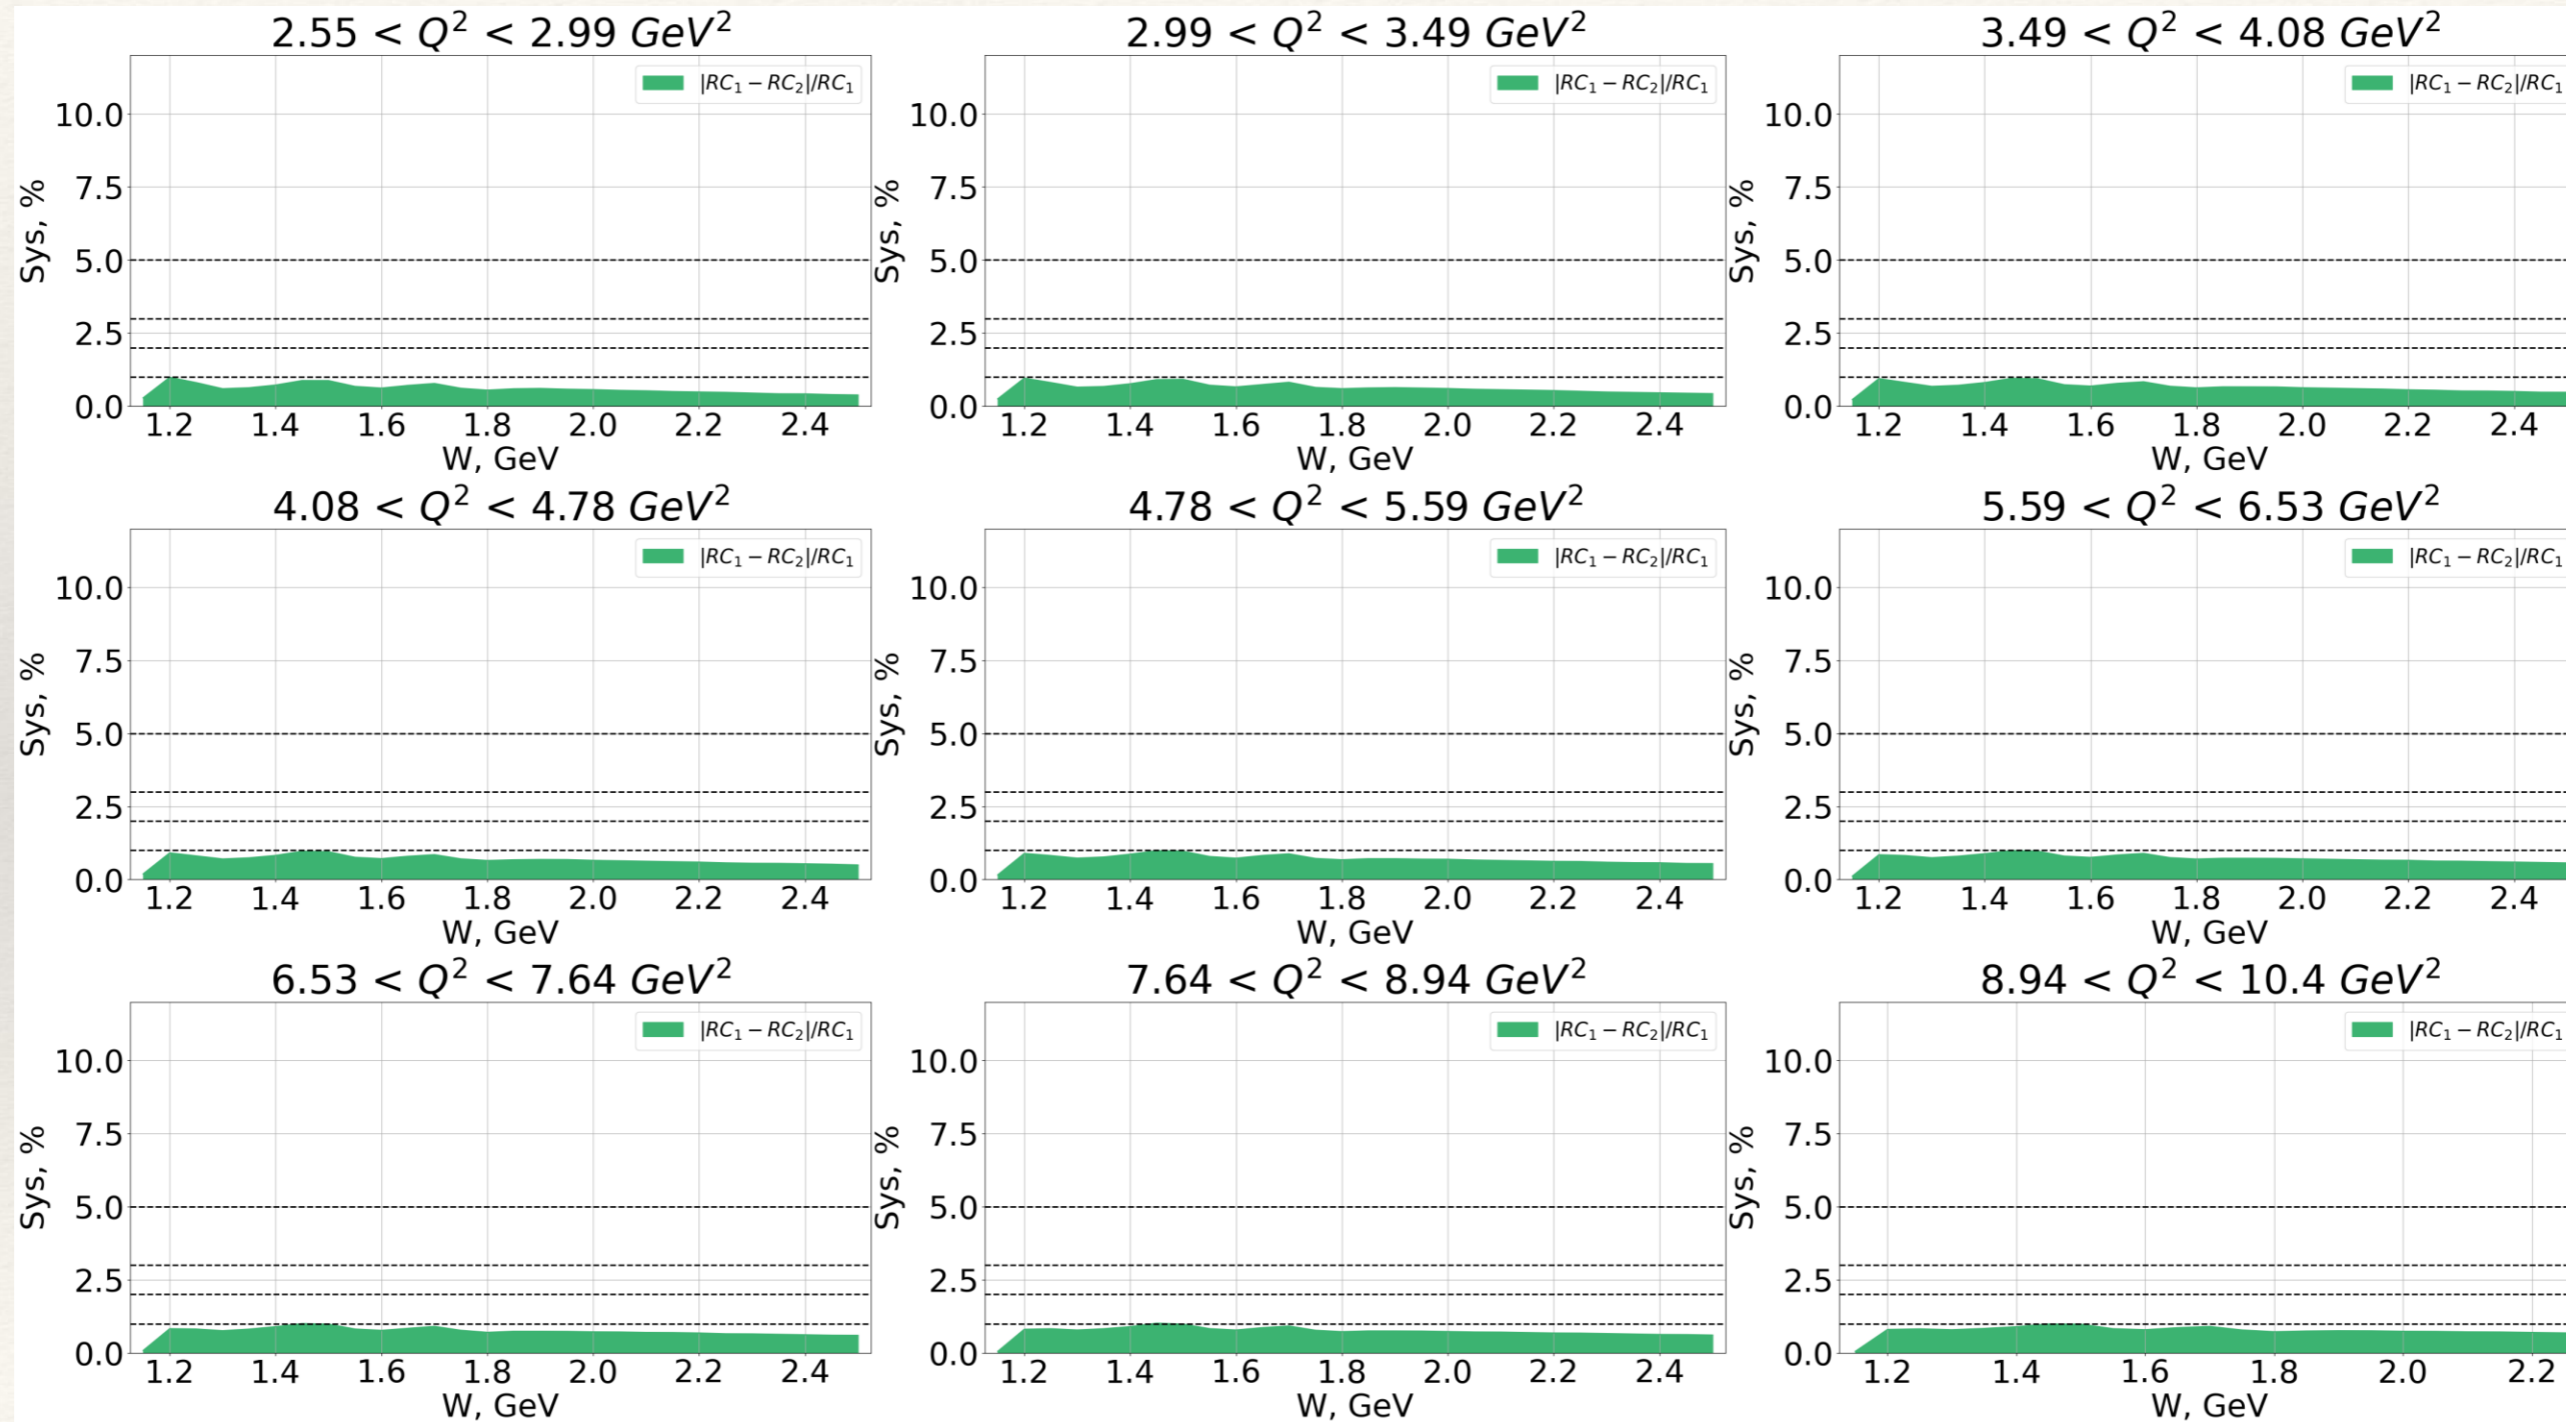 2.55 < Q² < 2.99 GeV²
|RC₁ − RC₂|/RC₁
10.0
7.5
5.0
2.5
0.0
Sys, %
1.2 1.4 1.6 1.8 2.0 2.2 2.4
W, GeV
2.99 < Q² < 3.49 GeV²
|RC₁ − RC₂|/RC₁
10.0
7.5
5.0
2.5
0.0
Sys, %
1.2 1.4 1.6 1.8 2.0 2.2 2.4
W, GeV
3.49 < Q² < 4.08 GeV²
|RC₁ − RC₂|/RC₁
10.0
7.5
5.0
2.5
0.0
Sys, %
1.2 1.4 1.6 1.8 2.0 2.2 2.4
W, GeV
4.08 < Q² < 4.78 GeV²
|RC₁ − RC₂|/RC₁
10.0
7.5
5.0
2.5
0.0
Sys, %
1.2 1.4 1.6 1.8 2.0 2.2 2.4
W, GeV
4.78 < Q² < 5.59 GeV²
|RC₁ − RC₂|/RC₁
10.0
7.5
5.0
2.5
0.0
Sys, %
1.2 1.4 1.6 1.8 2.0 2.2 2.4
W, GeV
5.59 < Q² < 6.53 GeV²
|RC₁ − RC₂|/RC₁
10.0
7.5
5.0
2.5
0.0
Sys, %
1.2 1.4 1.6 1.8 2.0 2.2 2.4
W, GeV
6.53 < Q² < 7.64 GeV²
|RC₁ − RC₂|/RC₁
10.0
7.5
5.0
2.5
0.0
Sys, %
1.2 1.4 1.6 1.8 2.0 2.2 2.4
W, GeV
7.64 < Q² < 8.94 GeV²
|RC₁ − RC₂|/RC₁
10.0
7.5
5.0
2.5
0.0
Sys, %
1.2 1.4 1.6 1.8 2.0 2.2 2.4
W, GeV
8.94 < Q² < 10.4 GeV²
|RC₁ − RC₂|/RC₁
10.0
7.5
5.0
2.5
0.0
Sys, %
1.2 1.4 1.6 1.8 2.0 2.2
W, GeV